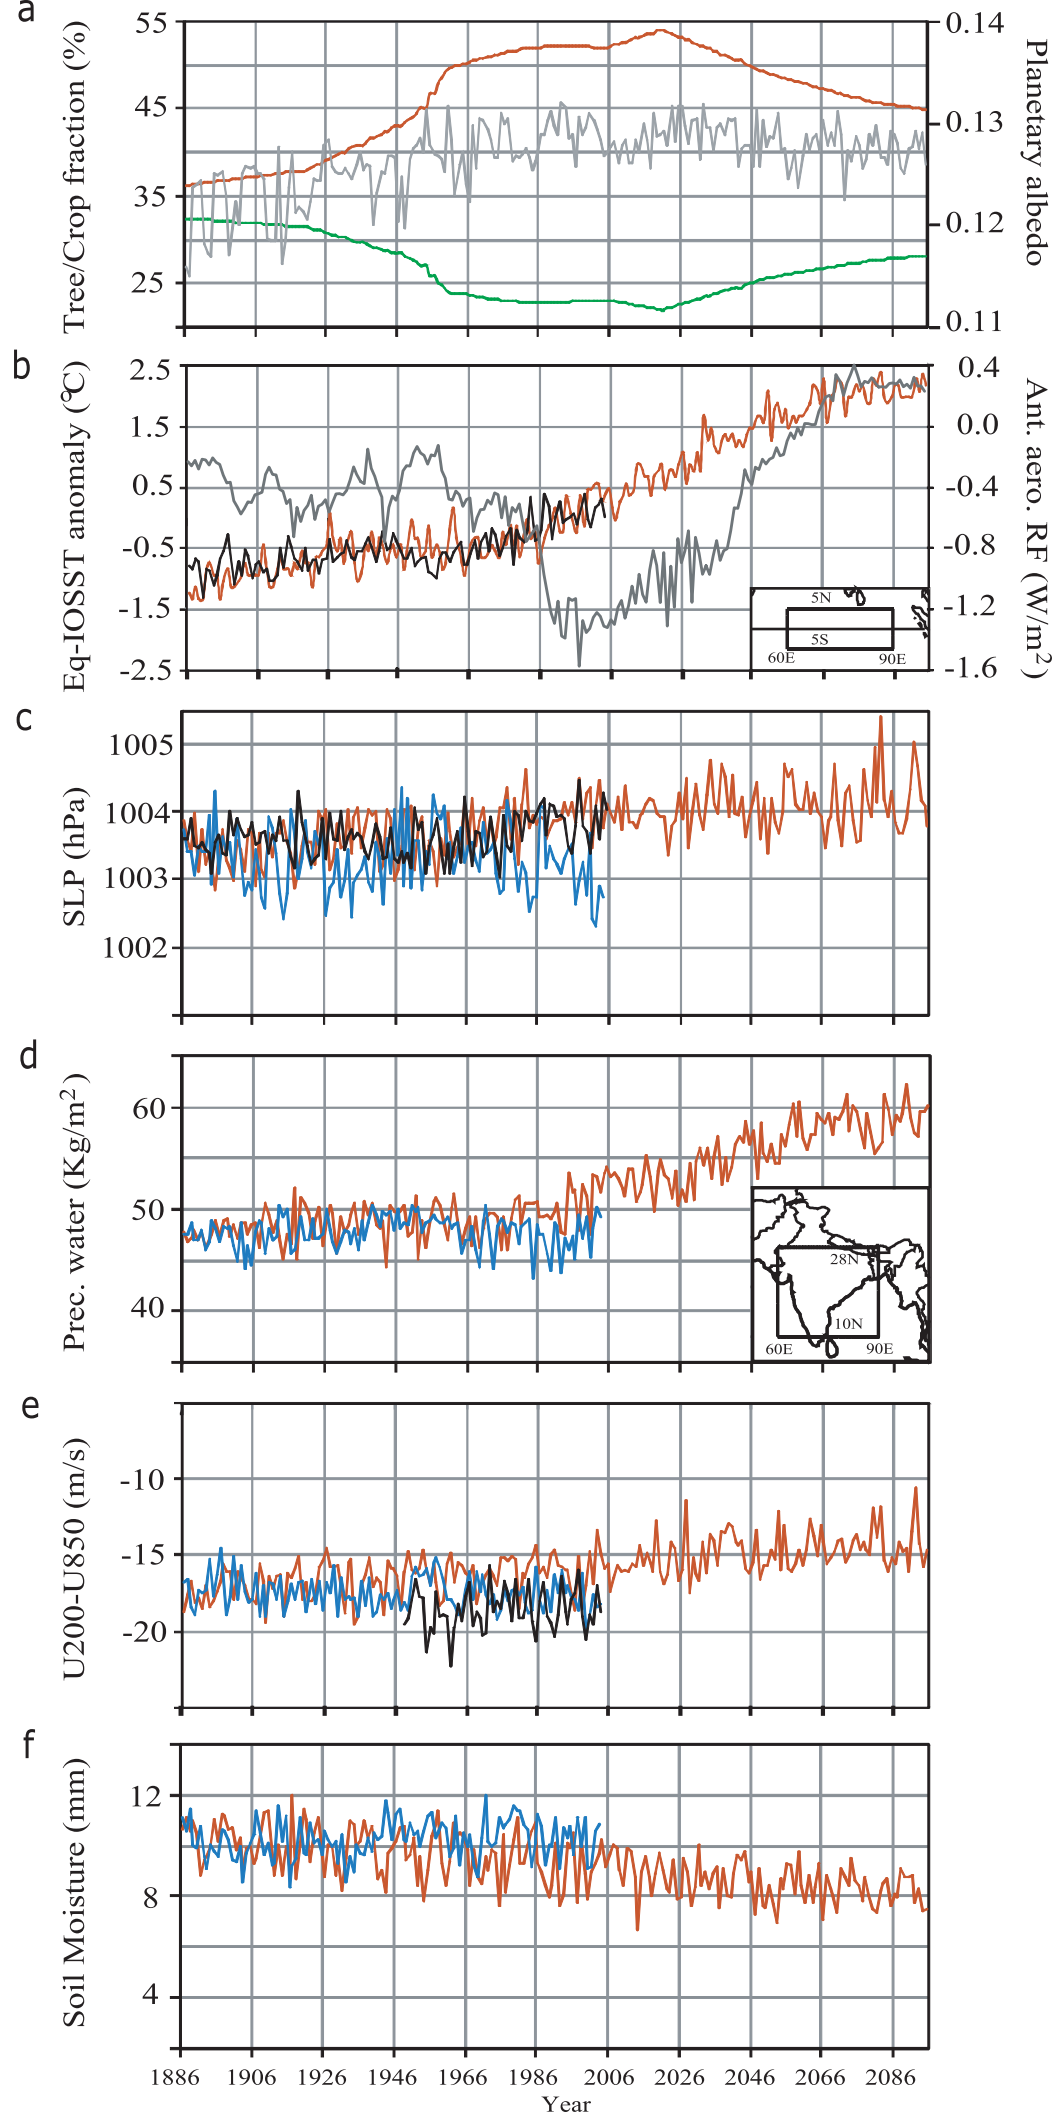 a
Tree/Crop fraction (%)
55
45
35
25
0.14
0.13
0.12
0.11
Planetary albedo
b
Eq-IOSST anomaly (℃)
2.5
1.5
0.5
-0.5
-1.5
-2.5
0.4
0.0
-0.4
-0.8
-1.2
-1.6
Ant. aero. RF (W/m²)
5N
5S
60E
90E
c
SLP (hPa)
1005
1004
1003
1002
d
Prec. water (Kg/m²)
60
50
40
28N
10N
60E
90E
e
U200-U850 (m/s)
-10
-15
-20
f
Soil Moisture (mm)
12
8
4
1886 1906 1926 1946 1966 1986 2006 2026 2046 2066 2086
Year